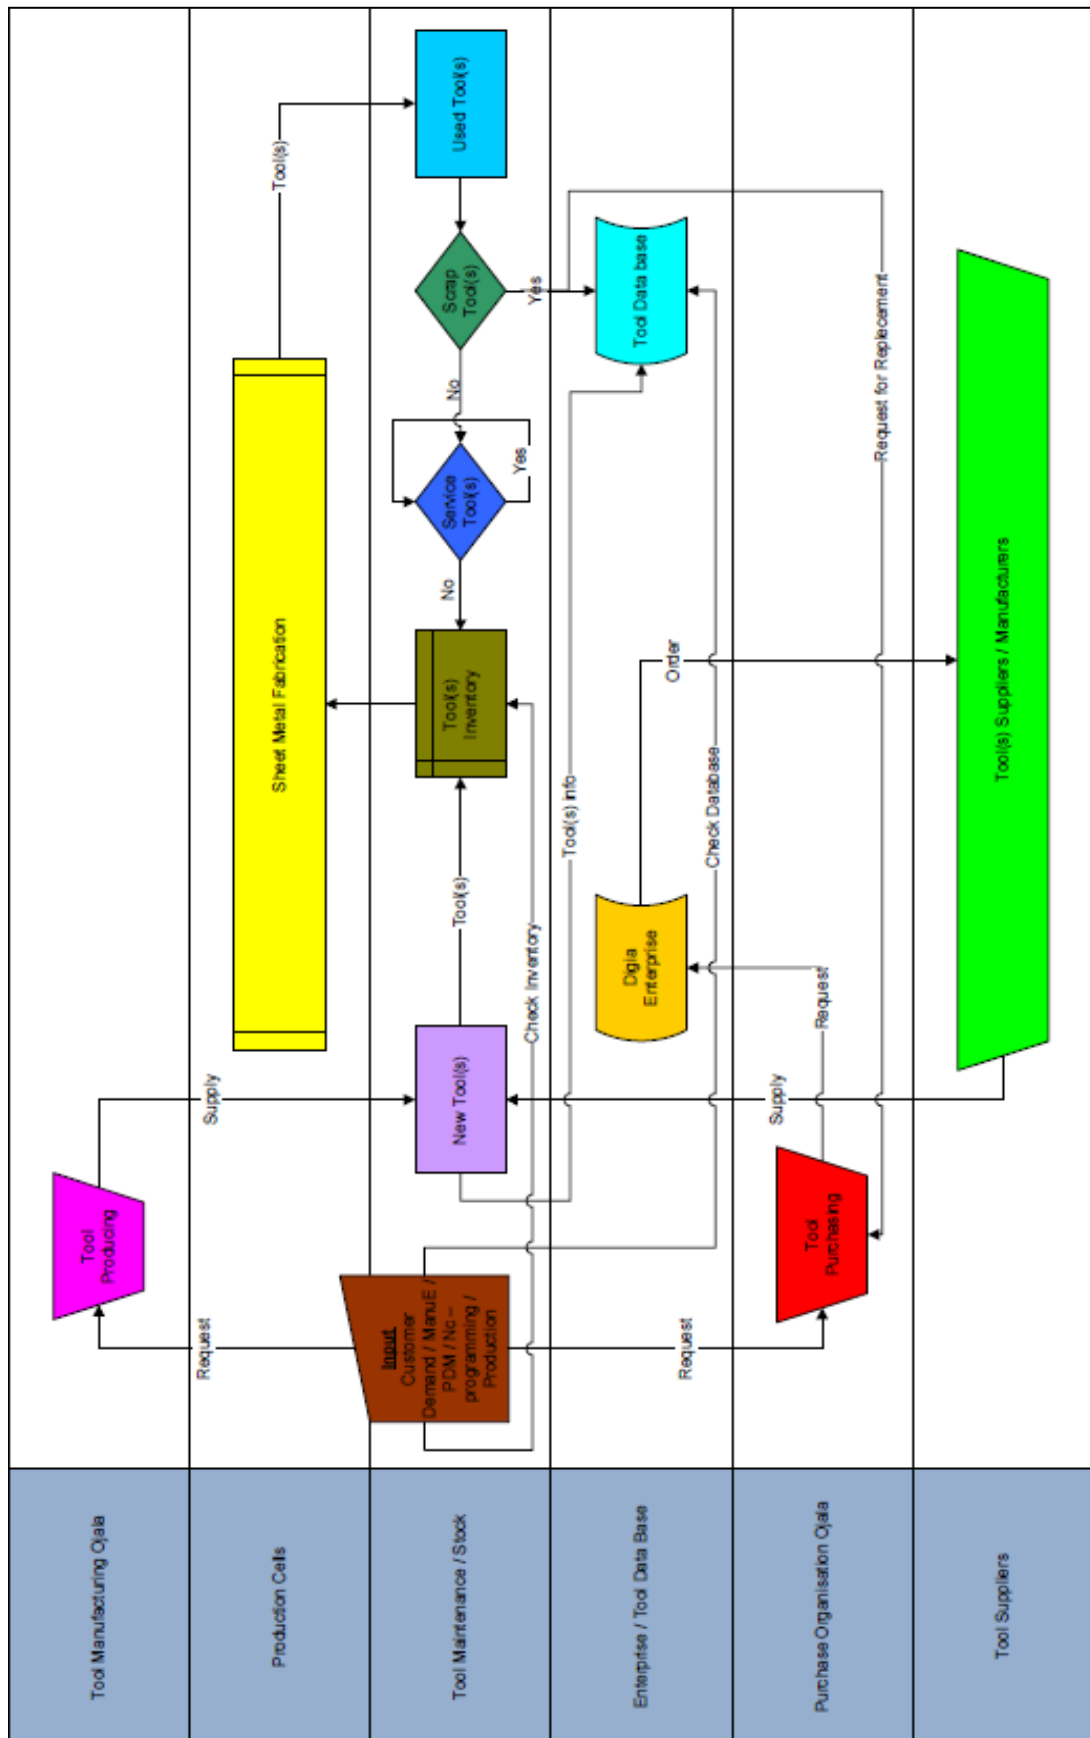 Tool Manufacturing Ojala
Tool
Producing
Request
Supply
Production Cells
Sheet Metal Fabrication
Tool(s)
Tool Maintenance / Stock
Input
Customer
Demand / ManuE /
PDM / Nc –
programming /
Production
New Tool(s)
Tool(s)
Tool(s)
Inventory
No
Service
Tool(s)
Yes
No
Scrap
Tool(s)
Yes
Used Tool(s)
Check Inventory
Enterprise / Tool Data Base
Tool(s) info
Digia
Enterprise
Order
Tool Data base
Check Database
Purchase Organisation Ojala
Request
Tool
Purchasing
Supply
Request
Request for Replecement
Tool Suppliers
Tool(s) Suppliers / Manufacturers